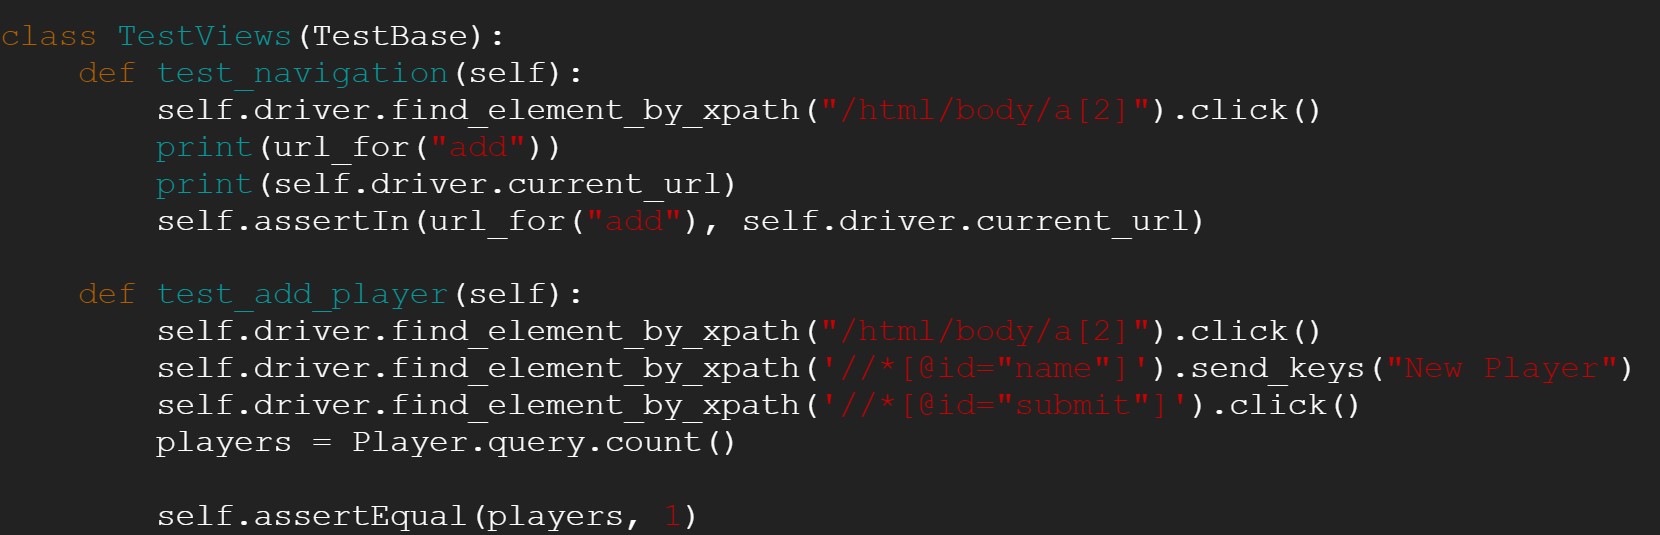 class TestViews(TestBase):
    def test_navigation(self):
        self.driver.find_element_by_xpath("/html/body/a[2]").click()
        print(url_for("add"))
        print(self.driver.current_url)
        self.assertIn(url_for("add"), self.driver.current_url)

    def test_add_player(self):
        self.driver.find_element_by_xpath("/html/body/a[2]").click()
        self.driver.find_element_by_xpath('//*[@id="name"]').send_keys("New Player")
        self.driver.find_element_by_xpath('//*[@id="submit"]').click()
        players = Player.query.count()

        self.assertEqual(players, 1)